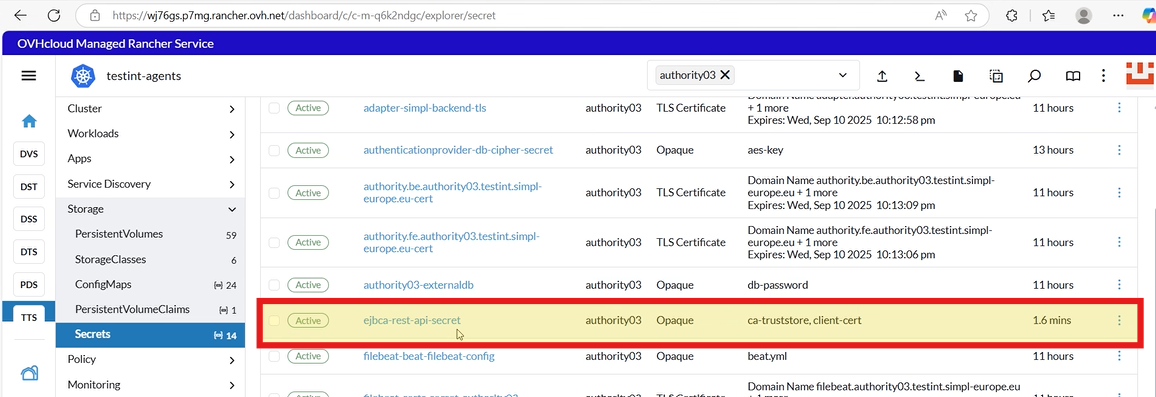 https://wj76gs.p7mg.rancher.ovh.net/dashboard/c/c-m-q6k2ndgc/explorer/secret
OVHcloud Managed Rancher Service
testint-agents
authority03
Cluster
Workloads
Apps
Service Discovery
Storage
PersistentVolumes 59
StorageClasses 6
ConfigMaps 24
PersistentVolumeClaims 1
Secrets 14
Policy
Monitoring
DVS
DST
DSS
DTS
PDS
TTS
Active adapter-simpl-backend-tls authority03 TLS Certificate Domain Name adapter.authority03.testint.simpl-europe.eu
+ 1 more 11 hours
Expires: Wed, Sep 10 2025 10:12:58 pm
Active authenticationprovider-db-cipher-secret authority03 Opaque aes-key 13 hours
Domain Name authority.be.authority03.testint.simpl-
Active authority.be.authority03.testint.simpl- authority03 TLS Certificate europe.eu + 1 more 11 hours
europe.eu-cert Expires: Wed, Sep 10 2025 10:13:09 pm
Domain Name authority.fe.authority03.testint.simpl-
Active authority.fe.authority03.testint.simpl- authority03 TLS Certificate europe.eu + 1 more 11 hours
europe.eu-cert Expires: Wed, Sep 10 2025 10:13:06 pm
Active authority03-externaldb authority03 Opaque db-password 11 hours
Active ejbca-rest-api-secret authority03 Opaque ca-truststore, client-cert 1.6 mins
Active filebeat-beat-filebeat-config authority03 Opaque beat.yml 11 hours
Domain Name filebeat.authority03.testint.simpl-europe.eu